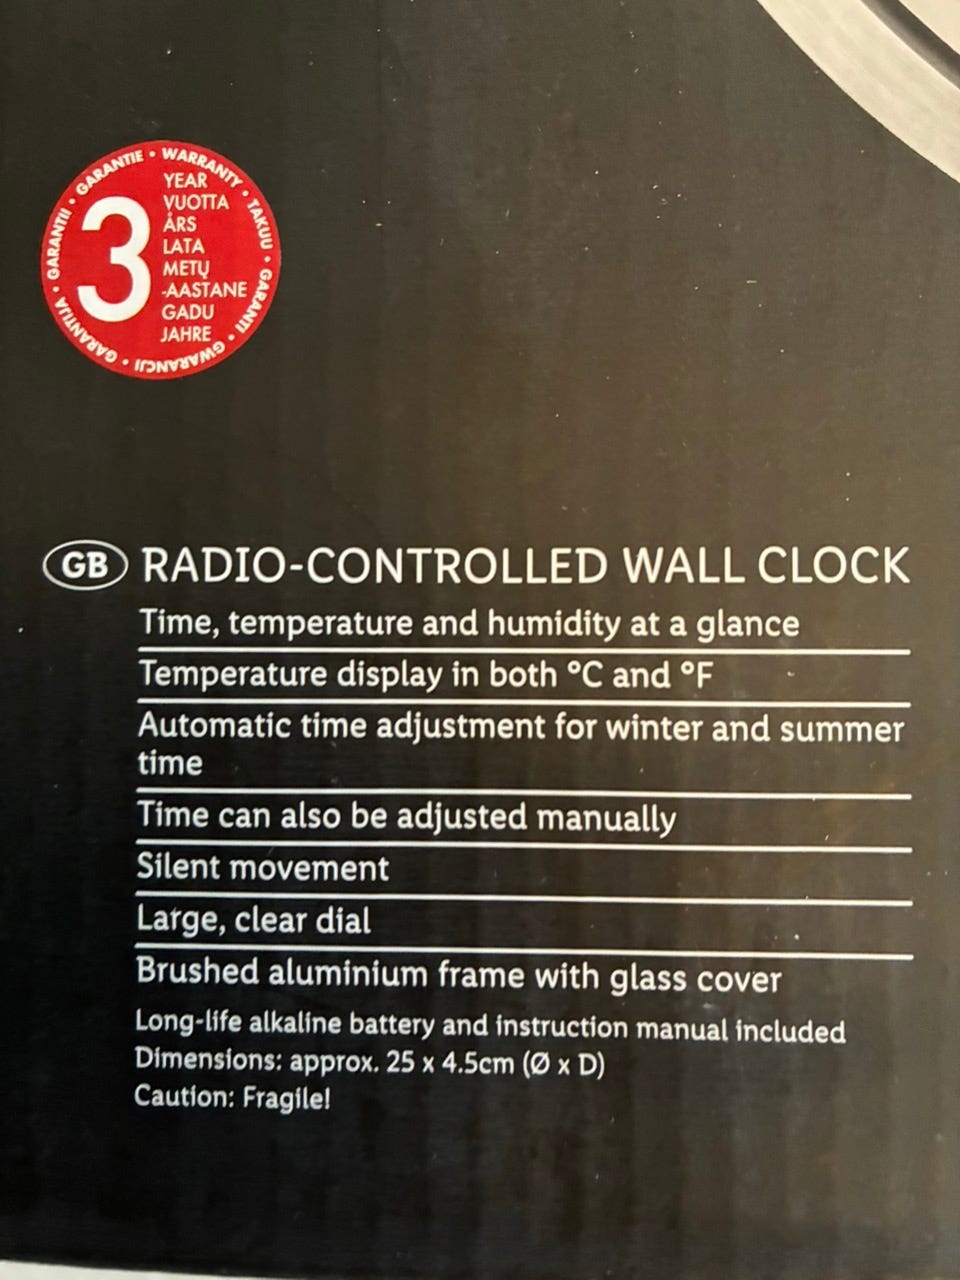 GARANTII • GARANTIE • WARRANTY • TAKUU • GARANTI • GWARANCJI • GARANTIJA •
3
YEAR
VUOTTA
ÅRS
LATA
METŲ
-AASTANE
GADU
JAHRE
GB RADIO-CONTROLLED WALL CLOCK
Time, temperature and humidity at a glance
Temperature display in both °C and °F
Automatic time adjustment for winter and summer
time
Time can also be adjusted manually
Silent movement
Large, clear dial
Brushed aluminium frame with glass cover
Long-life alkaline battery and instruction manual included
Dimensions: approx. 25 x 4.5cm (Ø x D)
Caution: Fragile!